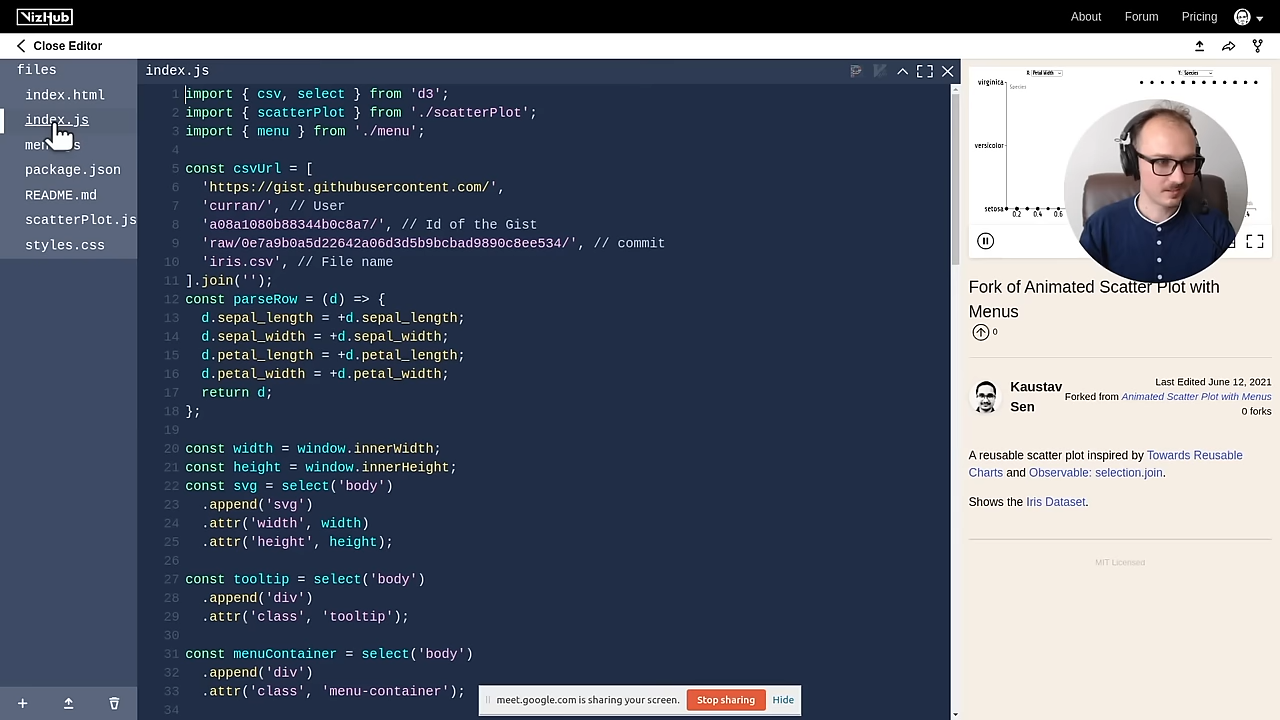 VizHub
About Forum Pricing
Close Editor
files
index.html
index.js
package.json
README.md
scatterPlot.js
styles.css
index.js
1 import { csv, select } from 'd3';
2 import { scatterPlot } from './scatterPlot';
3 import { menu } from './menu';
4
5 const csvUrl = [
6 'https://gist.githubusercontent.com/',
7 'curran/', // User
8 'a08a1080b88344b0c8a7/', // Id of the Gist
9 'raw/0e7a9b0a5d22642a06d3d5b9bcbad9890c8ee534/', // commit
10 'iris.csv', // File name
11 ].join('');
12 const parseRow = (d) => {
13 d.sepal_length = +d.sepal_length;
14 d.sepal_width = +d.sepal_width;
15 d.petal_length = +d.petal_length;
16 d.petal_width = +d.petal_width;
17 return d;
18 };
19
20 const width = window.innerWidth;
21 const height = window.innerHeight;
22 const svg = select('body')
23 .append('svg')
24 .attr('width', width)
25 .attr('height', height);
26
27 const tooltip = select('body')
28 .append('div')
29 .attr('class', 'tooltip');
30
31 const menuContainer = select('body')
32 .append('div')
33 .attr('class', 'menu-container');
34
X: Petal Width Y: Species
virginica
Species
versicolor
setosa
0.2 0.4 0.6
Fork of Animated Scatter Plot with
Menus
0
Kaustav
Sen
Last Edited June 12, 2021
Forked from Animated Scatter Plot with Menus
0 forks
A reusable scatter plot inspired by Towards Reusable
Charts and Observable: selection.join.
Shows the Iris Dataset.
MIT Licensed
meet.google.com is sharing your screen. Stop sharing Hide